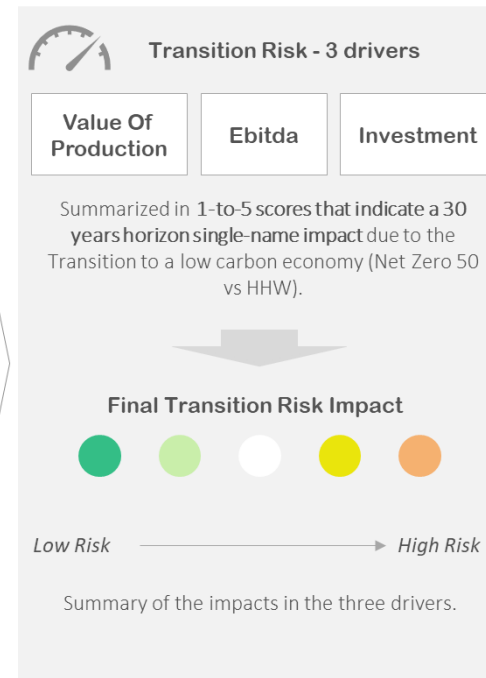 Transition Risk - 3 drivers
Value Of
Production
Ebitda
Investment
Summarized in 1-to-5 scores that indicate a 30
years horizon single-name impact due to the
Transition to a low carbon economy (Net Zero 50
vs HHW).
Final Transition Risk Impact
Low Risk
High Risk
Summary of the impacts in the three drivers.